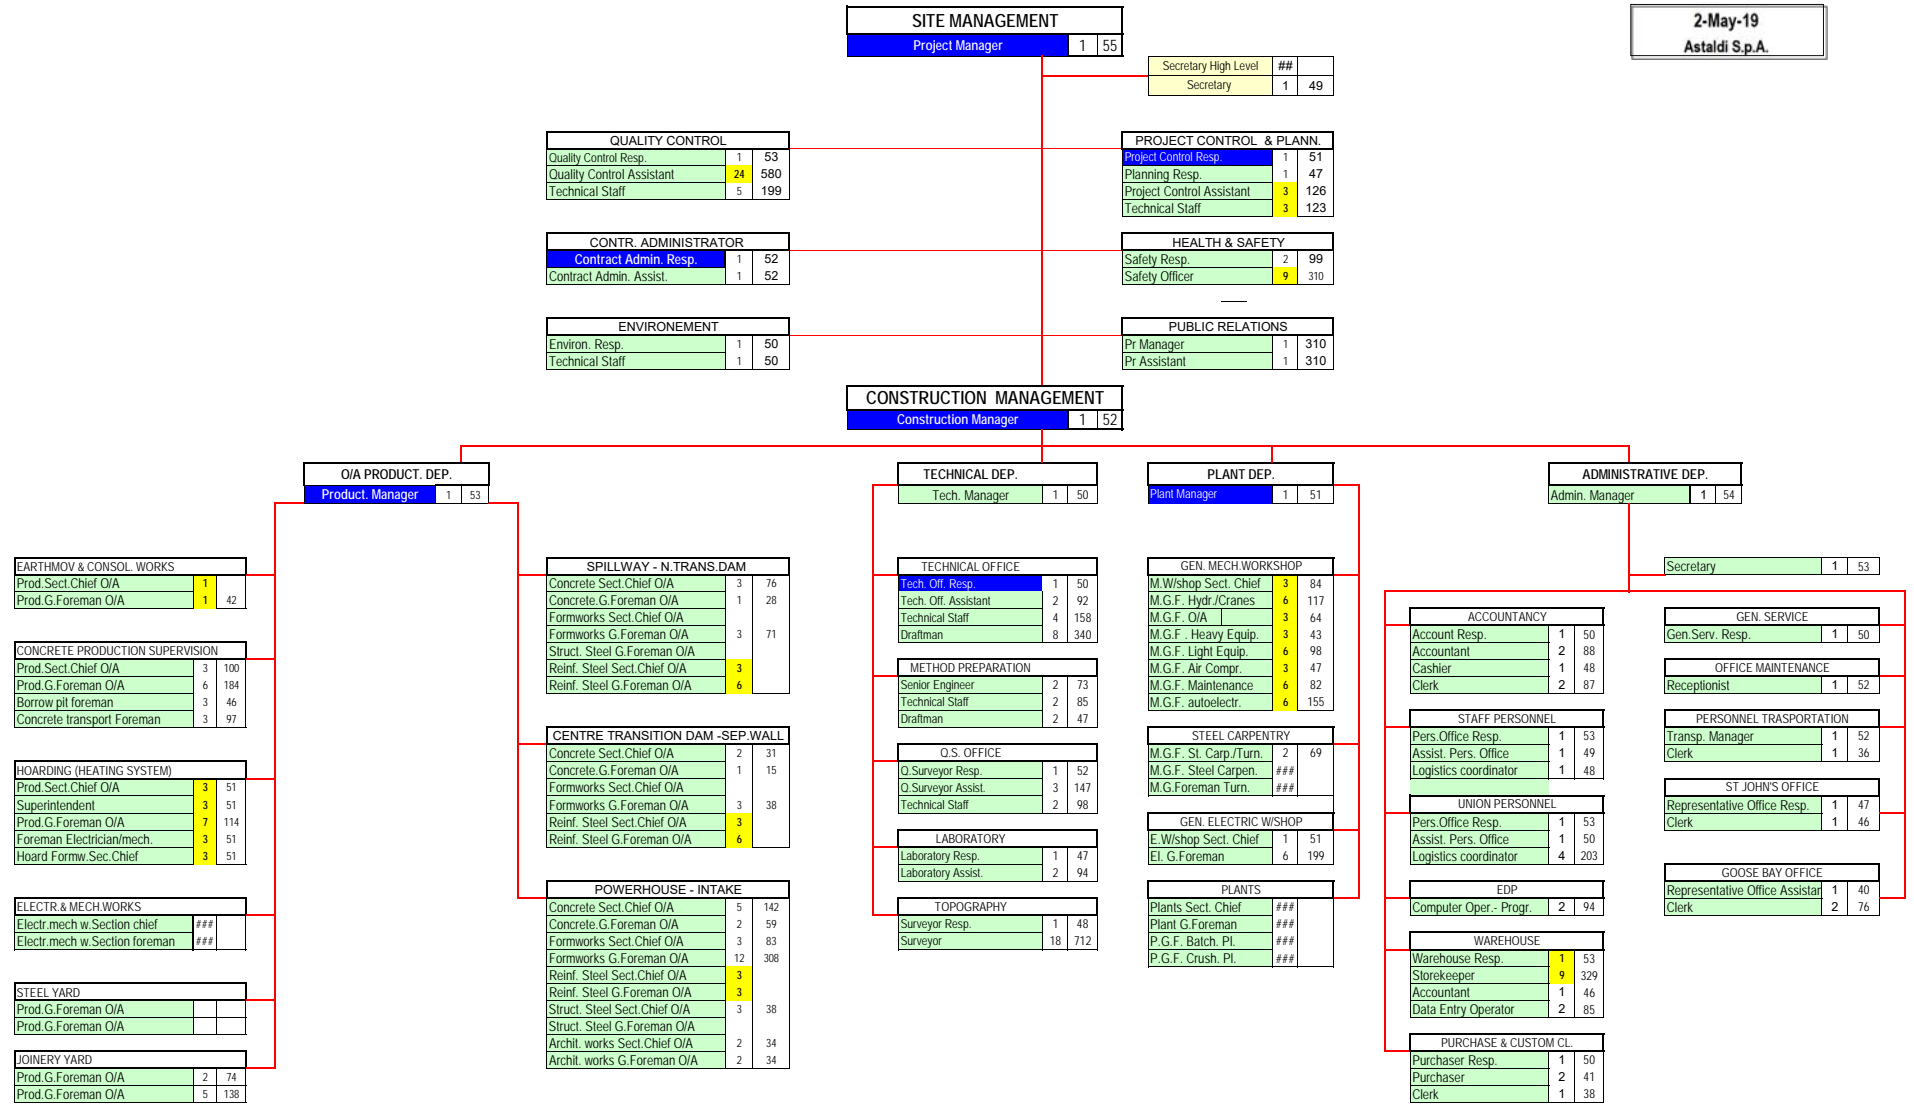 SITE MANAGEMENT
Project Manager 1 55
2-May-19
Astaldi S.p.A.
Secretary High Level ##
Secretary 1 49
QUALITY CONTROL
Quality Control Resp. 1 53
Quality Control Assistant 24 580
Technical Staff 5 199
PROJECT CONTROL & PLANN.
Project Control Resp. 1 51
Planning Resp. 1 47
Project Control Assistant 3 126
Technical Staff 3 123
CONTR. ADMINISTRATOR
Contract Admin. Resp. 1 52
Contract Admin. Assist. 1 52
HEALTH & SAFETY
Safety Resp. 2 99
Safety Officer 9 310
ENVIRONEMENT
Environ. Resp. 1 50
Technical Staff 1 50
PUBLIC RELATIONS
Pr Manager 1 310
Pr Assistant 1 310
CONSTRUCTION MANAGEMENT
Construction Manager 1 52
O/A PRODUCT. DEP.
Product. Manager 1 53
TECHNICAL DEP.
Tech. Manager 1 50
PLANT DEP.
Plant Manager 1 51
ADMINISTRATIVE DEP.
Admin. Manager 1 54
EARTHMOV & CONSOL. WORKS
Prod.Sect.Chief O/A 1
Prod.G.Foreman O/A 1 42
CONCRETE PRODUCTION SUPERVISION
Prod.Sect.Chief O/A 3 100
Prod.G.Foreman O/A 6 184
Borrow pit foreman 3 46
Concrete transport Foreman 3 97
HOARDING (HEATING SYSTEM)
Prod.Sect.Chief O/A 3 51
Superintendent 3 51
Prod.G.Foreman O/A 7 114
Foreman Electrician/mech. 3 51
Hoard Formw.Sec.Chief 3 51
ELECTR.& MECH.WORKS
Electr.mech w.Section chief ###
Electr.mech w.Section foreman ###
STEEL YARD
Prod.G.Foreman O/A
Prod.G.Foreman O/A
JOINERY YARD
Prod.G.Foreman O/A 2 74
Prod.G.Foreman O/A 5 138
SPILLWAY - N.TRANS.DAM
Concrete Sect.Chief O/A 3 76
Concrete.G.Foreman O/A 1 28
Formworks Sect.Chief O/A
Formworks G.Foreman O/A 3 71
Struct. Steel G.Foreman O/A
Reinf. Steel Sect.Chief O/A 3
Reinf. Steel G.Foreman O/A 6
CENTRE TRANSITION DAM -SEP.WALL
Concrete Sect.Chief O/A 2 31
Concrete.G.Foreman O/A 1 15
Formworks Sect.Chief O/A
Formworks G.Foreman O/A 3 38
Reinf. Steel Sect.Chief O/A 3
Reinf. Steel G.Foreman O/A 6
POWERHOUSE - INTAKE
Concrete Sect.Chief O/A 5 142
Concrete.G.Foreman O/A 2 59
Formworks Sect.Chief O/A 3 83
Formworks G.Foreman O/A 12 308
Reinf. Steel Sect.Chief O/A 3
Reinf. Steel G.Foreman O/A 3
Struct. Steel Sect.Chief O/A 3 38
Struct. Steel G.Foreman O/A
Archit. works Sect.Chief O/A 2 34
Archit. works G.Foreman O/A 2 34
TECHNICAL OFFICE
Tech. Off. Resp. 1 50
Tech. Off. Assistant 2 92
Technical Staff 4 158
Draftman 8 340
METHOD PREPARATION
Senior Engineer 2 73
Technical Staff 2 85
Draftman 2 47
Q.S. OFFICE
Q.Surveyor Resp. 1 52
Q.Surveyor Assist. 3 147
Technical Staff 2 98
LABORATORY
Laboratory Resp. 1 47
Laboratory Assist. 2 94
TOPOGRAPHY
Surveyor Resp. 1 48
Surveyor 18 712
GEN. MECH.WORKSHOP
M.W/shop Sect. Chief 3 84
M.G.F. Hydr./Cranes 6 117
M.G.F. O/A 3 64
M.G.F . Heavy Equip. 3 43
M.G.F. Light Equip. 6 98
M.G.F. Air Compr. 3 47
M.G.F. Maintenance 6 82
M.G.F. autoelectr. 6 155
STEEL CARPENTRY
M.G.F. St. Carp./Turn. 2 69
M.G.F. Steel Carpen. ###
M.G.Foreman Turn. ###
GEN. ELECTRIC W/SHOP
E.W/shop Sect. Chief 1 51
El. G.Foreman 6 199
PLANTS
Plants Sect. Chief ###
Plant G.Foreman ###
P.G.F. Batch. Pl. ###
P.G.F. Crush. Pl. ###
Secretary 1 53
ACCOUNTANCY
Account Resp. 1 50
Accountant 2 88
Cashier 1 48
Clerk 2 87
STAFF PERSONNEL
Pers.Office Resp. 1 53
Assist. Pers. Office 1 49
Logistics coordinator 1 48
UNION PERSONNEL
Pers.Office Resp. 1 53
Assist. Pers. Office 1 50
Logistics coordinator 4 203
EDP
Computer Oper.- Progr. 2 94
WAREHOUSE
Warehouse Resp. 1 53
Storekeeper 9 329
Accountant 1 46
Data Entry Operator 2 85
PURCHASE & CUSTOM CL.
Purchaser Resp. 1 50
Purchaser 2 41
Clerk 1 38
GEN. SERVICE
Gen.Serv. Resp. 1 50
OFFICE MAINTENANCE
Receptionist 1 52
PERSONNEL TRASPORTATION
Transp. Manager 1 52
Clerk 1 36
ST JOHN'S OFFICE
Representative Office Resp. 1 47
Clerk 1 46
GOOSE BAY OFFICE
Representative Office Assistar 1 40
Clerk 2 76